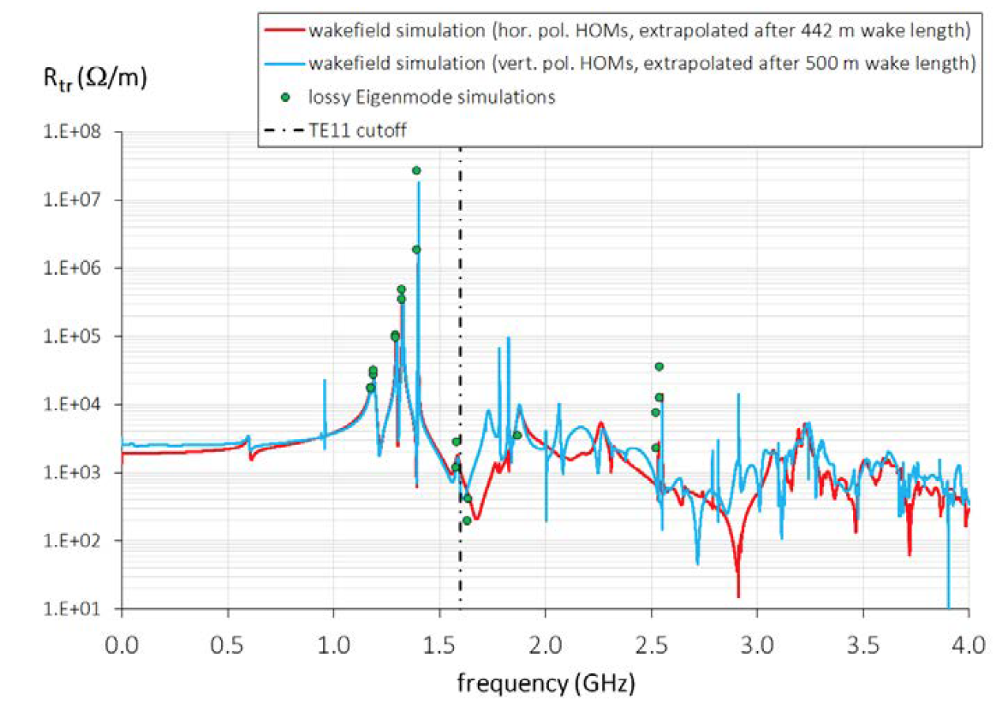 wakefield simulation (hor. pol. HOMs, extrapolated after 442 m wake length)
wakefield simulation (vert. pol. HOMs, extrapolated after 500 m wake length)
lossy Eigenmode simulations
TE11 cutoff
Rtr (Ω/m)
1.E+08
1.E+07
1.E+06
1.E+05
1.E+04
1.E+03
1.E+02
1.E+01
0.0 0.5 1.0 1.5 2.0 2.5 3.0 3.5 4.0
frequency (GHz)